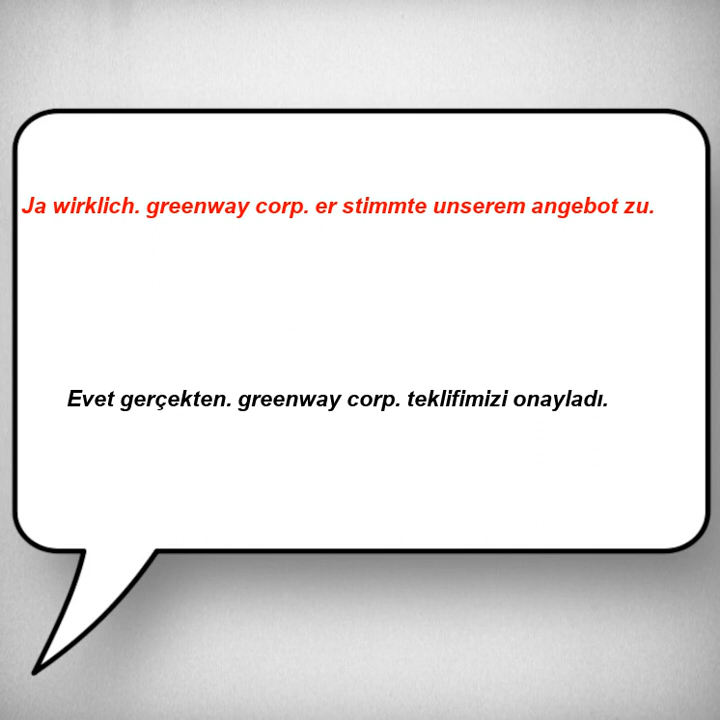 Ja wirklich. greenway corp. er stimmte unserem angebot zu.
Evet gerçekten. greenway corp. teklifimizi onayladı.